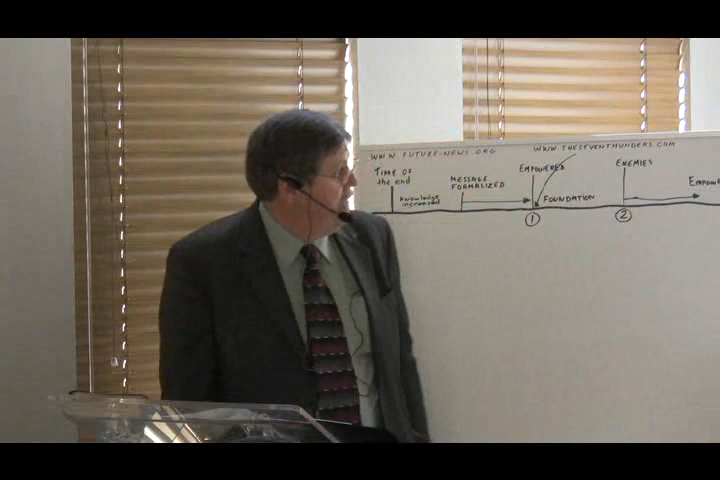 WWW.FUTURE-NEWS.ORG
WWW.THESEVENTHUNDERS.COM
TIME OF
the end
Knowledge
increased
MESSAGE
FORMALIZED
EMPOWERED
FOUNDATION
1
ENEMIES
2